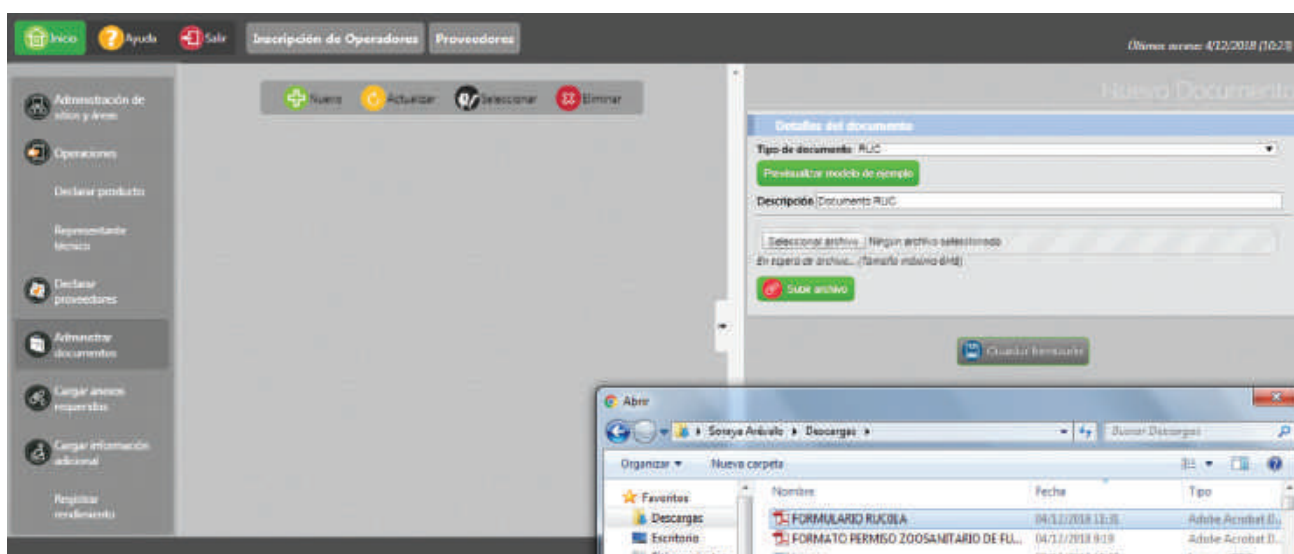 Inicio
Ayuda
Salir
Inscripción de Operadores
Proveedores
Último acceso: 4/12/2018 (10:23)
Administración de
sitios y áreas
Operaciones
Declarar producto
Representante
técnico
Declarar
proveedores
Administrar
documentos
Cargar anexos
requeridos
Cargar información
adicional
Registrar
rendimiento
Nuevo
Actualizar
Seleccionar
Eliminar
Nuevo Documento
Detalles del documento
Tipo de documento RUC
Previsualizar modelo de ejemplo
Descripción Documento RUC
Seleccionar archivo Ningún archivo seleccionado
En espera de archivo... (Tamaño máximo 6MB)
Subir archivo
Guardar formulario
Abrir
Soraya Arévalo Descargas
Buscar Descargas
Organizar Nueva carpeta
Favoritos
Descargas
Escritorio
Nombre Fecha Tipo
FORMULARIO RUC01A 04/12/2018 11:31 Adobe Acrobat D...
FORMATO PERMISO ZOOSANITARIO DE FU... 04/12/2018 9:19 Adobe Acrobat D...